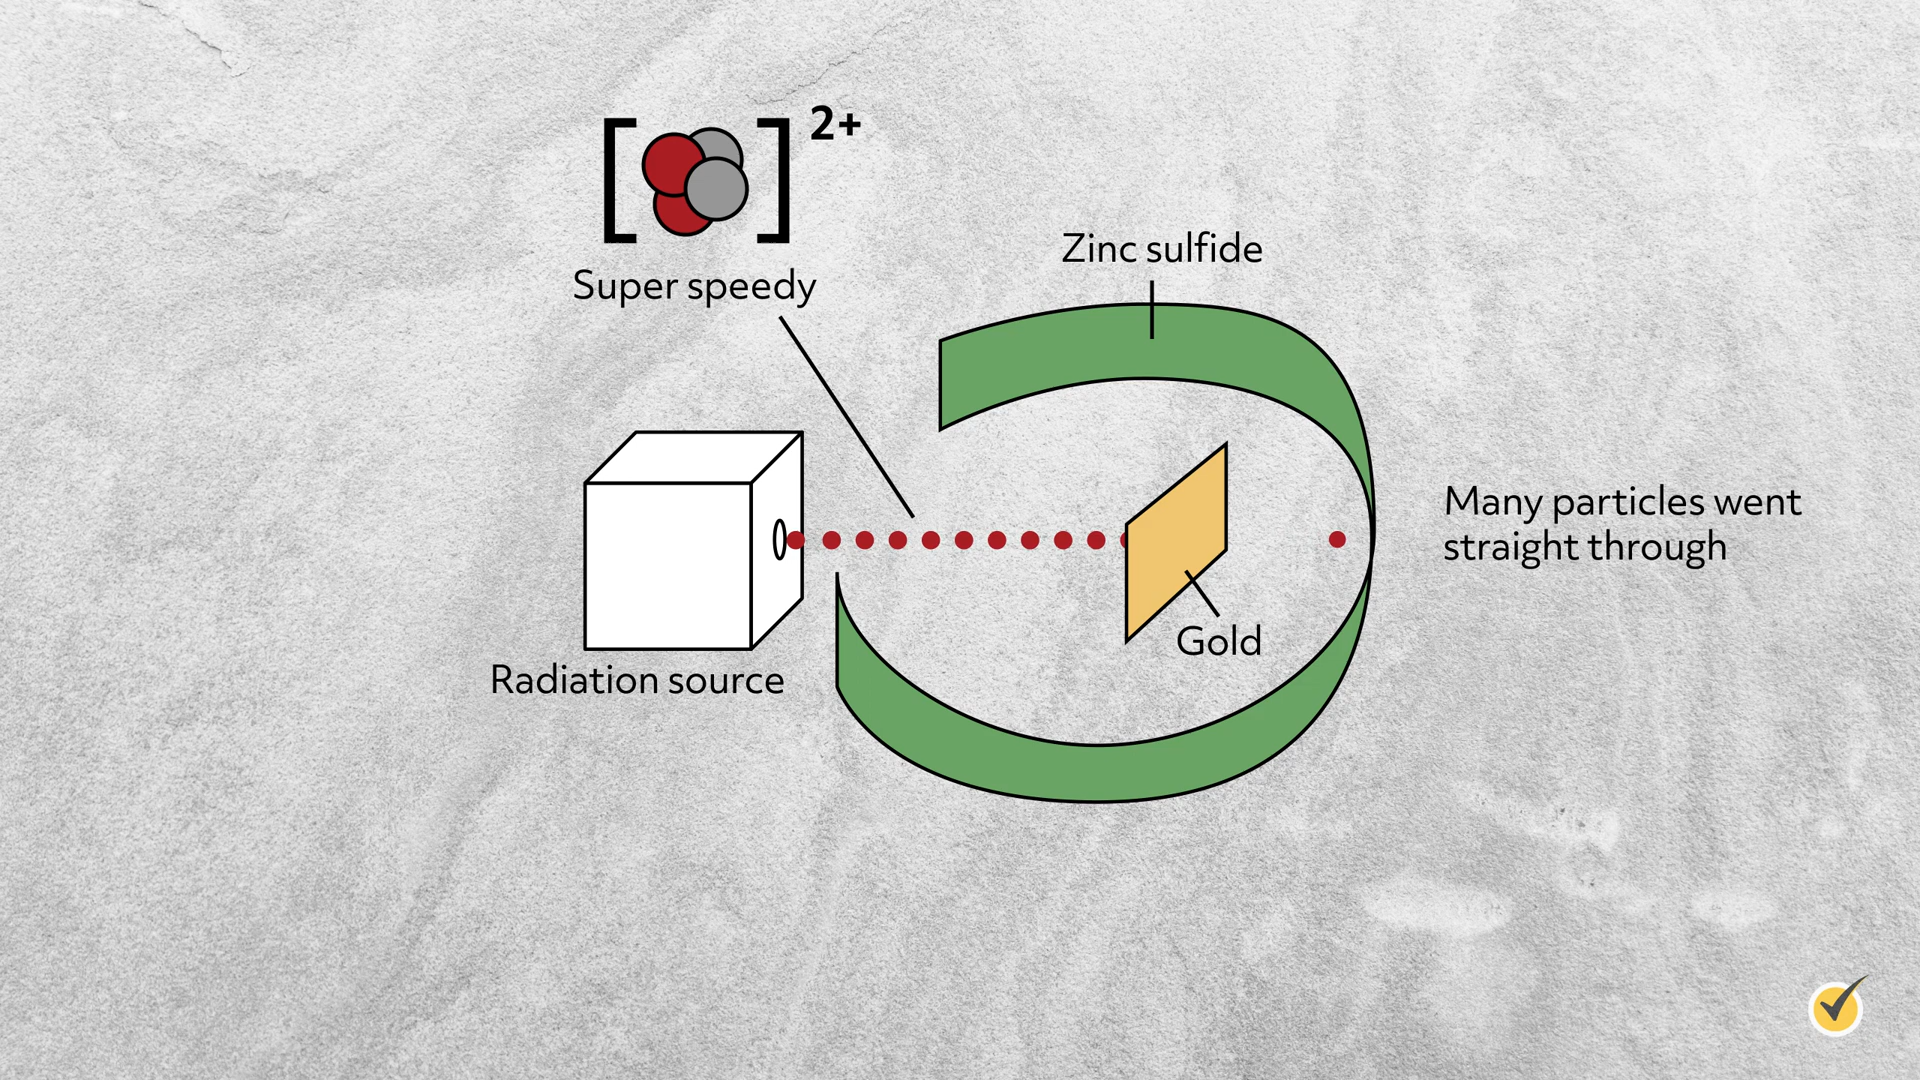 2+
Super speedy
Zinc sulfide
Many particles went
straight through
Gold
Radiation source